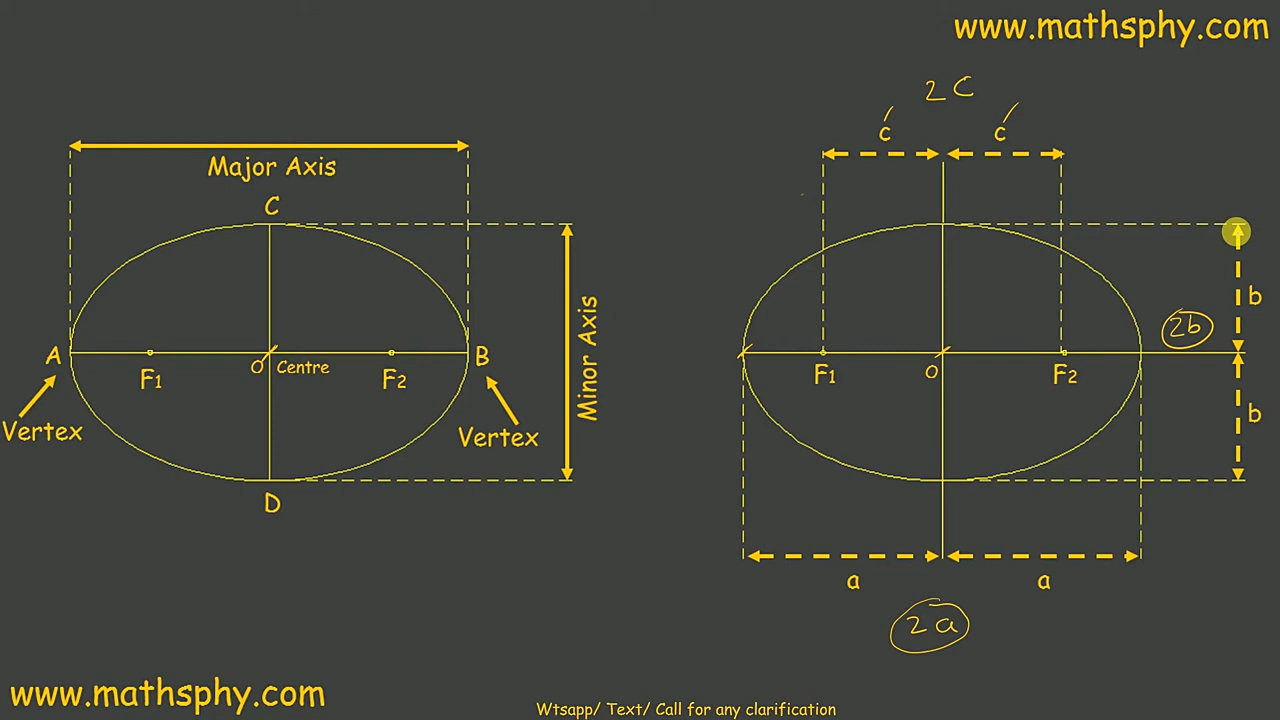 www.mathsphy.com
2 C
c
c
Major Axis
C
Minor Axis
A
F1
O
Centre
F2
B
Vertex
Vertex
D
b
2b
F1
O
F2
b
a
a
2a
www.mathsphy.com
Wtsapp/ Text/ Call for any clarification